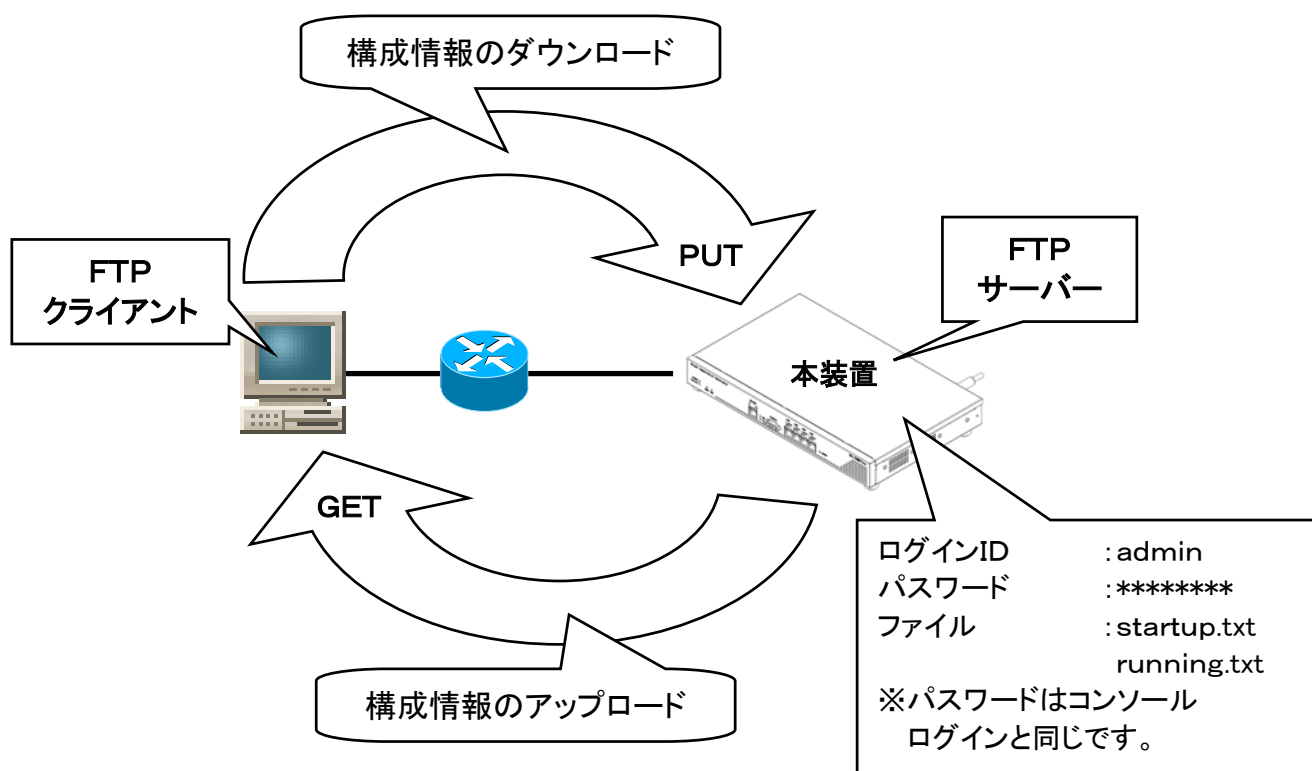 構成情報のダウンロード
PUT
FTP
クライアント
FTP
サーバー
本装置
GET
ログインID :admin
パスワード :********
ファイル :startup.txt
running.txt
※パスワードはコンソール
ログインと同じです。
構成情報のアップロード